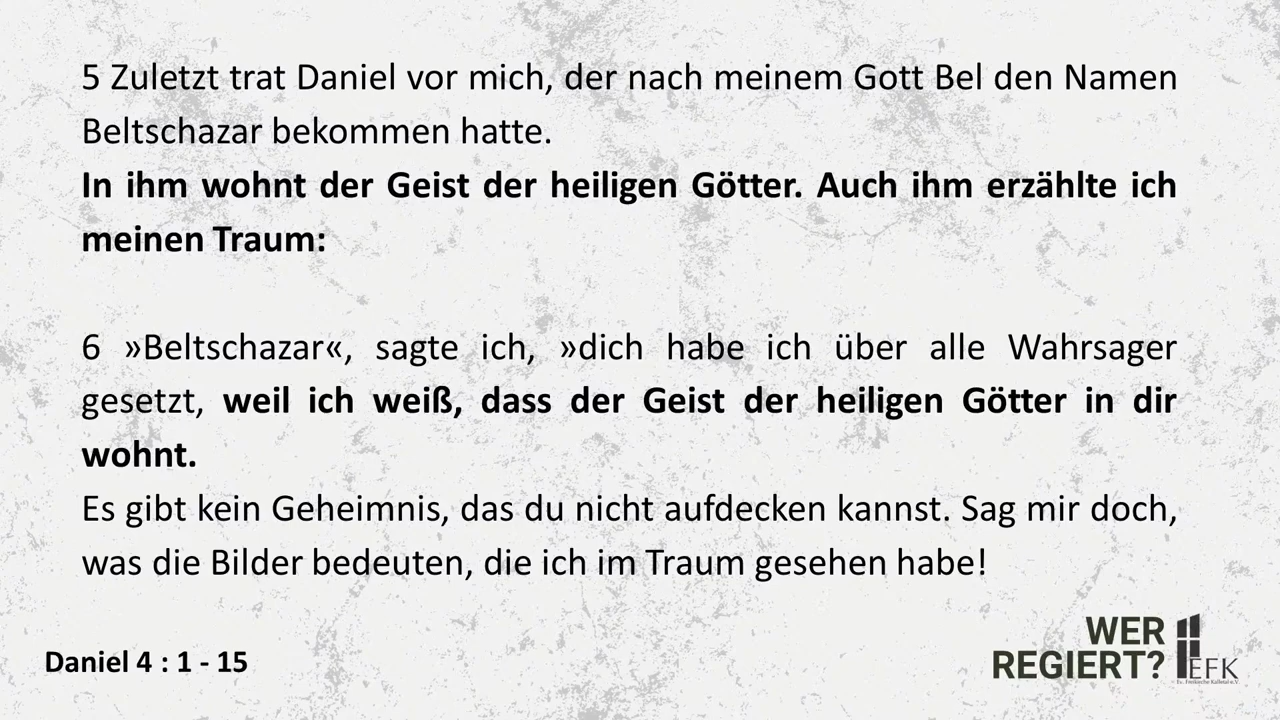 5 Zuletzt trat Daniel vor mich, der nach meinem Gott Bel den Namen
Beltschazar bekommen hatte.
In ihm wohnt der Geist der heiligen Götter. Auch ihm erzählte ich
meinen Traum:
6 »Beltschazar«, sagte ich, »dich habe ich über alle Wahrsager
gesetzt, weil ich weiß, dass der Geist der heiligen Götter in dir
wohnt.
Es gibt kein Geheimnis, das du nicht aufdecken kannst. Sag mir doch,
was die Bilder bedeuten, die ich im Traum gesehen habe!
Daniel 4 : 1 - 15
WER
REGIERT?
EFK
Ev. Freikirche Kalletal e.V.